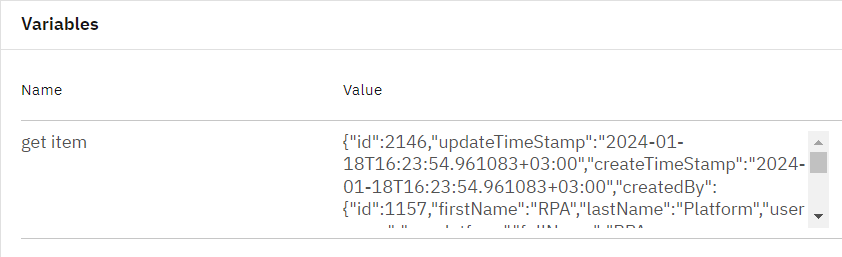 Variables
Name Value
get item {"id":2146,"updateTimeStamp":"2024-01-
18T16:23:54.961083+03:00","createTimeStamp":"2024-
01-18T16:23:54.961083+03:00","createdBy":
{"id":1157,"firstName":"RPA","lastName":"Platform","user